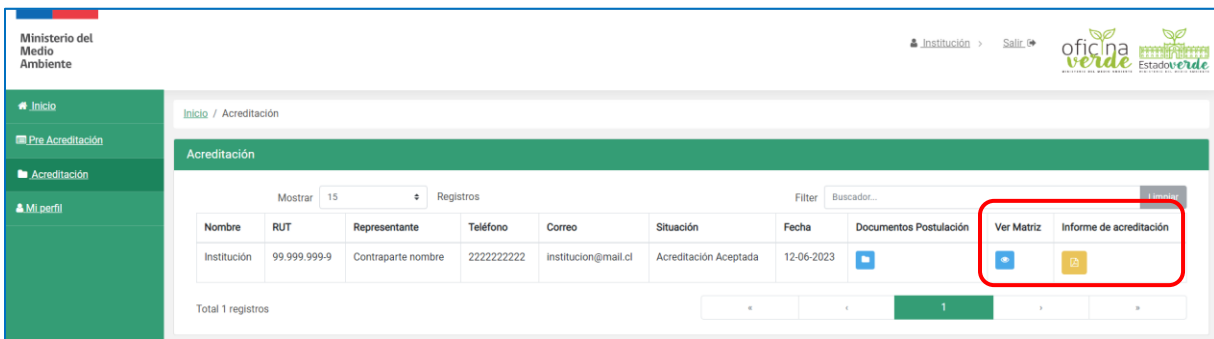 Ministerio del
Medio
Ambiente
Institución >
Salir
oficina
verde
Estadoverde
Inicio
Pre Acreditación
Acreditación
Mi perfil
Inicio / Acreditación
Acreditación
Mostrar 15 Registros
Filter Buscador... Limpiar
Nombre RUT Representante Teléfono Correo Situación Fecha Documentos Postulación Ver Matriz Informe de acreditación
Institución 99.999.999-9 Contraparte nombre 2222222222 institucion@mail.cl Acreditación Aceptada 12-06-2023
Total 1 registros
« ‹ 1 › »